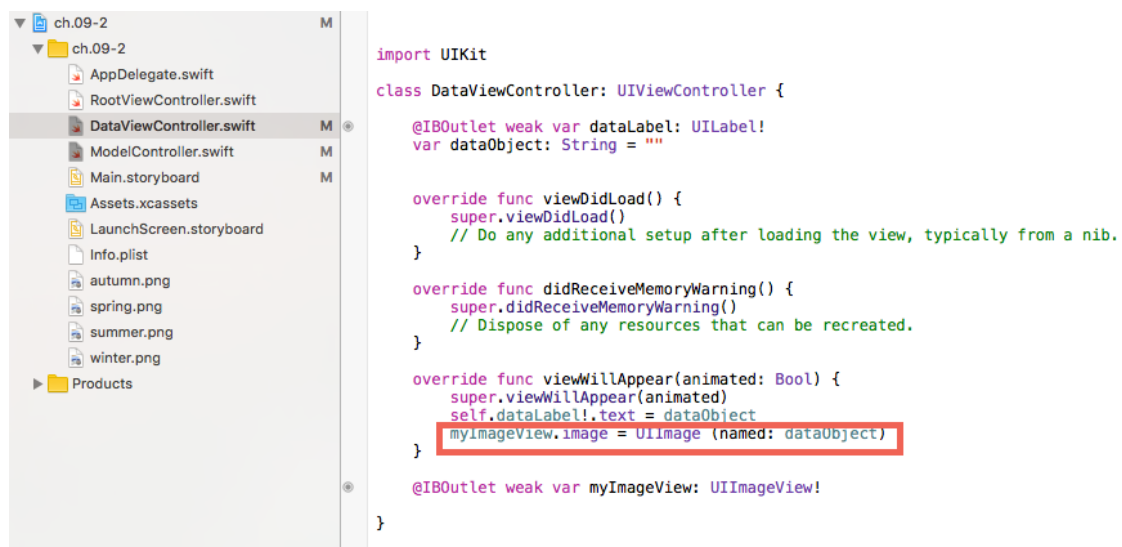 ch.09-2 M
ch.09-2
AppDelegate.swift
RootViewController.swift
DataViewController.swift M
ModelController.swift M
Main.storyboard M
Assets.xcassets
LaunchScreen.storyboard
Info.plist
autumn.png
spring.png
summer.png
winter.png
Products
import UIKit
class DataViewController: UIViewController {
@IBOutlet weak var dataLabel: UILabel!
var dataObject: String = ""
override func viewDidLoad() {
super.viewDidLoad()
// Do any additional setup after loading the view, typically from a nib.
}
override func didReceiveMemoryWarning() {
super.didReceiveMemoryWarning()
// Dispose of any resources that can be recreated.
}
override func viewWillAppear(animated: Bool) {
super.viewWillAppear(animated)
self.dataLabel!.text = dataObject
myImageView.image = UIImage (named: dataObject)
}
@IBOutlet weak var myImageView: UIImageView!
}